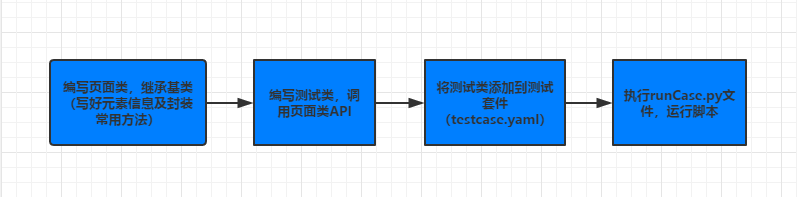 编写页面类，继承基类
（写好元素信息及封装
常用方法）
编写测试类，调
用页面类API
将测试类添加到测试
套件
（testcase.yaml）
执行runCase.py文
件，运行脚本